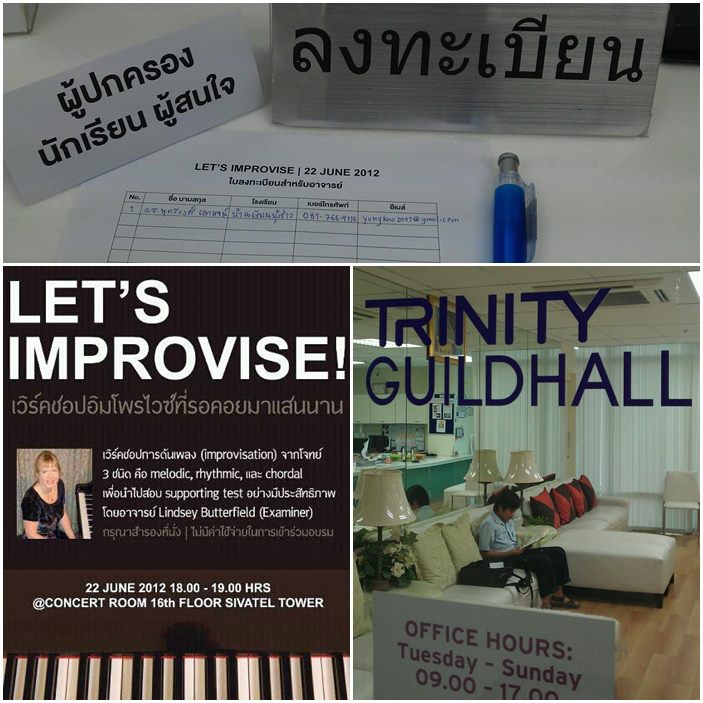 ผู้ปกครอง
นักเรียน ผู้สนใจ
ลงทะเบียน
LET'S IMPROVISE | 22 JUNE 2012
ใบลงทะเบียนสำหรับอาจารย์
No. ชื่อ นามสกุล โรงเรียน เบอร์โทรศัพท์ อีเมล์
1
LET'S
IMPROVISE!
เวิร์คช่อปอิมโพรไวซ์ที่รอคอยมาแสนนาน
เวิร์คช่อปการด้นเพลง (improvisation) จากโจทย์
3 ชนิด คือ melodic, rhythmic, และ chordal
เพื่อนำไปสอบ supporting test อย่างมีประสิทธิภาพ
โดยอาจารย์ Lindsey Butterfield (Examiner)
กรุณาสำรองที่นั่ง | ไม่มีค่าใช้จ่ายในการเข้าร่วมอบรม
22 JUNE 2012 18.00 - 19.00 HRS
@CONCERT ROOM 16th FLOOR SIVATEL TOWER
TRINITY
GUILDHALL
OFFICE HOURS:
Tuesday - Sunday
09.00 - 17.00